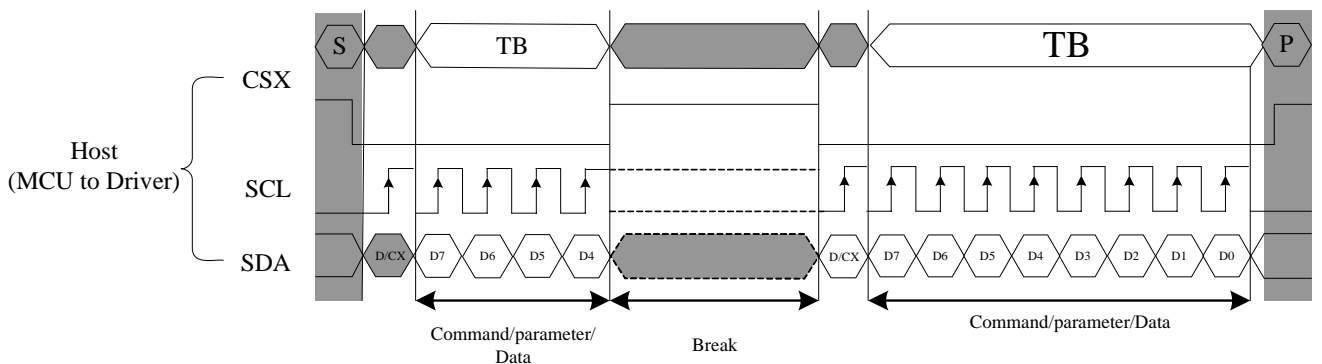 S TB TB P
CSX
Host
(MCU to Driver)
SCL
SDA
D/CX D7 D6 D5 D4 D/CX D7 D6 D5 D4 D3 D2 D1 D0
Command/parameter/
Data
Break
Command/parameter/Data